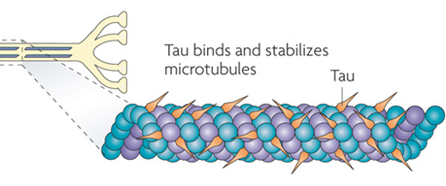 Tau binds and stabilizes
microtubules
Tau